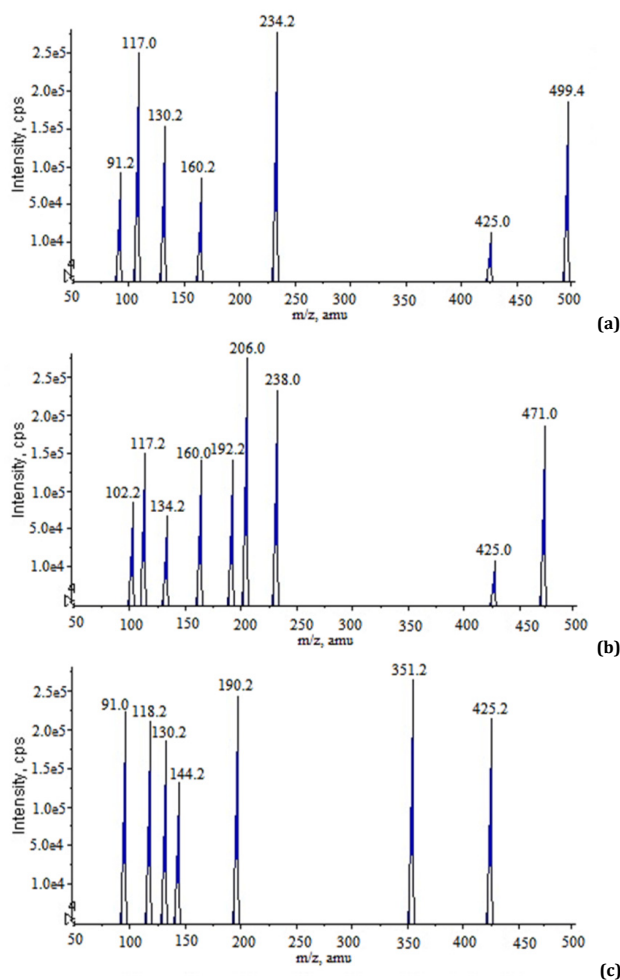 234.2
2.5e5
117.0
499.4
Intensity, cps
2.0e5
1.5e5
130.2
1.0e5
91.2
160.2
5.0e4
425.0
1.0e4
50 100 150 200 250 300 350 400 450 500
m/z, amu
(a)
206.0
2.5e5
238.0
Intensity, cps
2.0e5
471.0
1.5e5
117.2
160.0
192.2
1.0e5
102.2
134.2
5.0e4
425.0
1.0e4
50 100 150 200 250 300 350 400 450 500
m/z, amu
(b)
351.2
2.5e5
91.0
118.2
190.2
425.2
Intensity, cps
2.0e5
130.2
1.5e5
144.2
1.0e5
5.0e4
1.0e4
50 100 150 200 250 300 350 400 450 500
m/z, amu
(c)